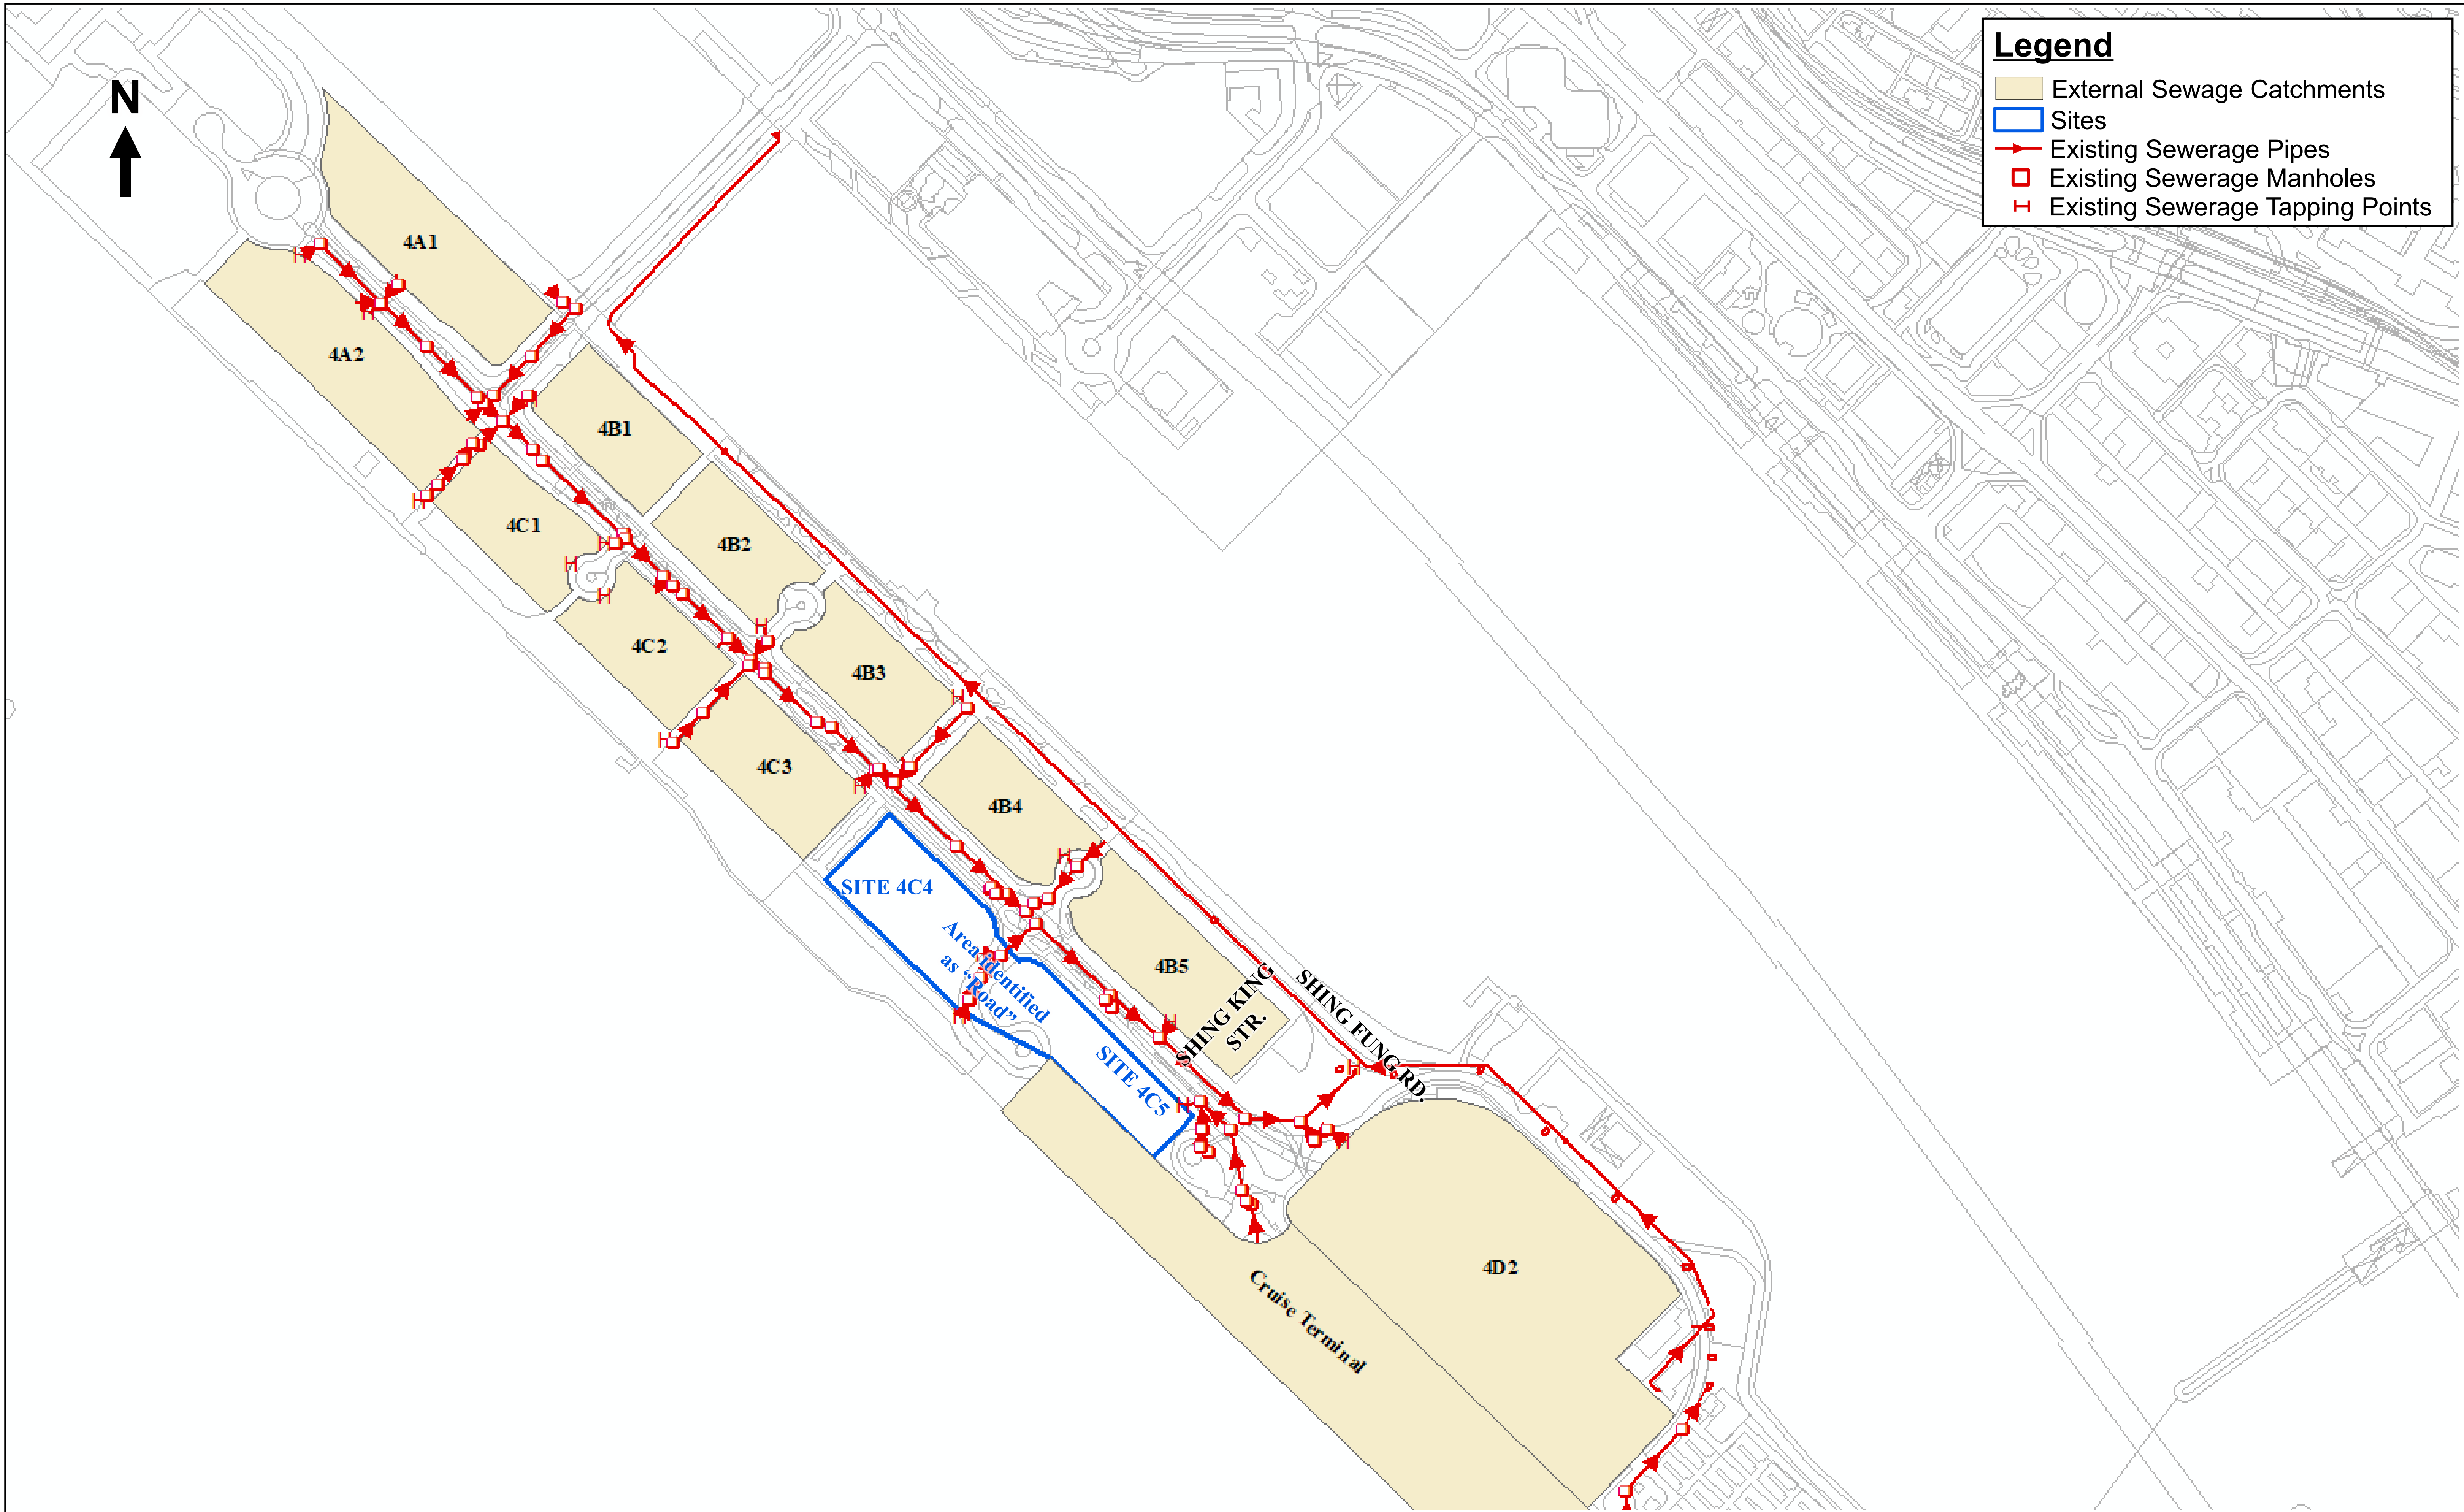 Legend
External Sewage Catchments
Sites
Existing Sewerage Pipes
Existing Sewerage Manholes
H Existing Sewerage Tapping Points
N
4A1
4A2
4B1
4C1
4B2
4C2
4B3
4C3
4B4
SITE 4C4
Area identified
as “Road”
4B5
SHING KING
STR.
SHING FUNG RD.
SITE 4C5
4D2
Cruise Terminal